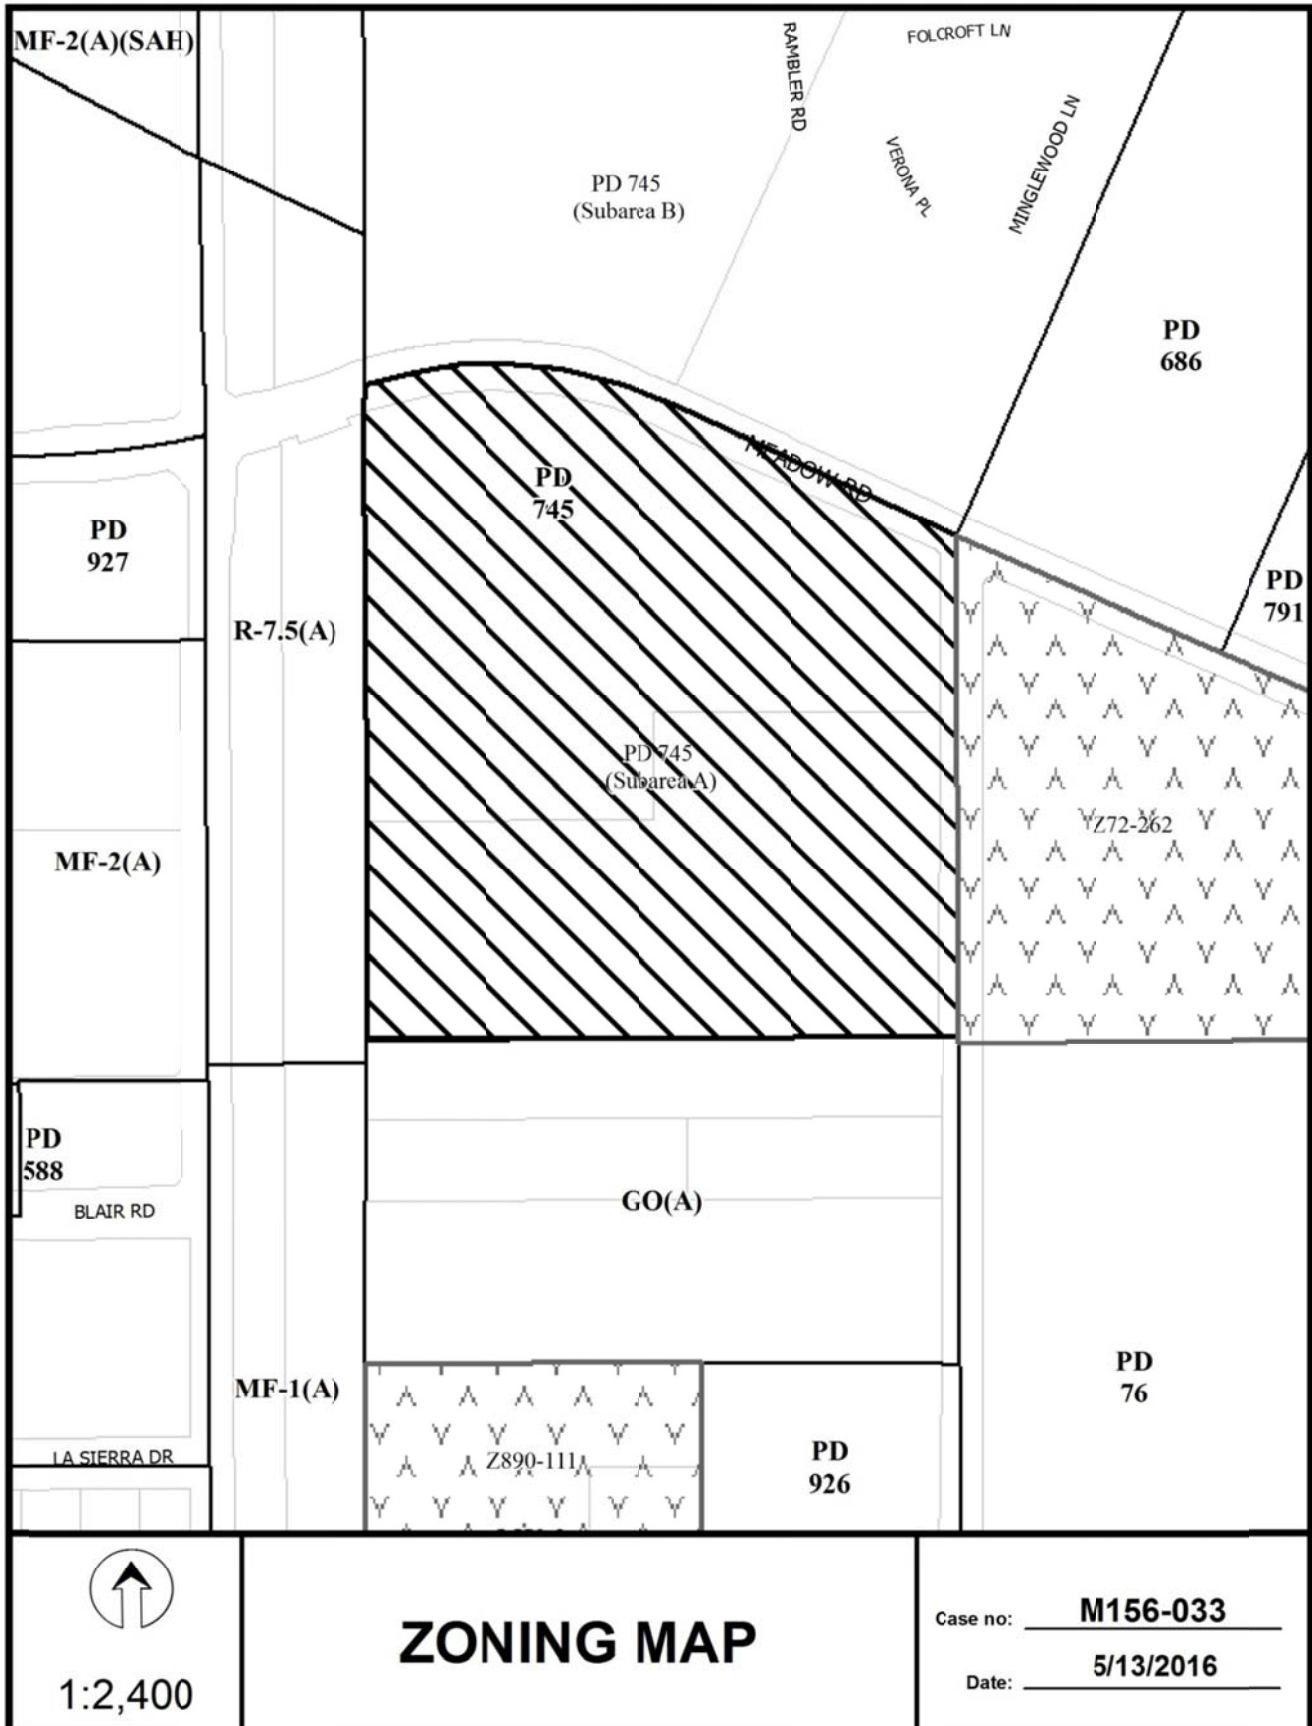 MF-2(A)(SAH)
RAMBLER RD
FOLCROFT LN
VERONA PL
MINGLEWOOD LN
PD 745
(Subarea B)
PD
686
MEADOW RD
PD
745
PD
927
PD
791
R-7.5(A)
PD 745
(Subarea A)
Z72-262
MF-2(A)
PD
588
BLAIR RD
GO(A)
MF-1(A)
PD
76
LA SIERRA DR
Z890-111
PD
926
1:2,400
ZONING MAP
Case no: M156-033
Date: 5/13/2016